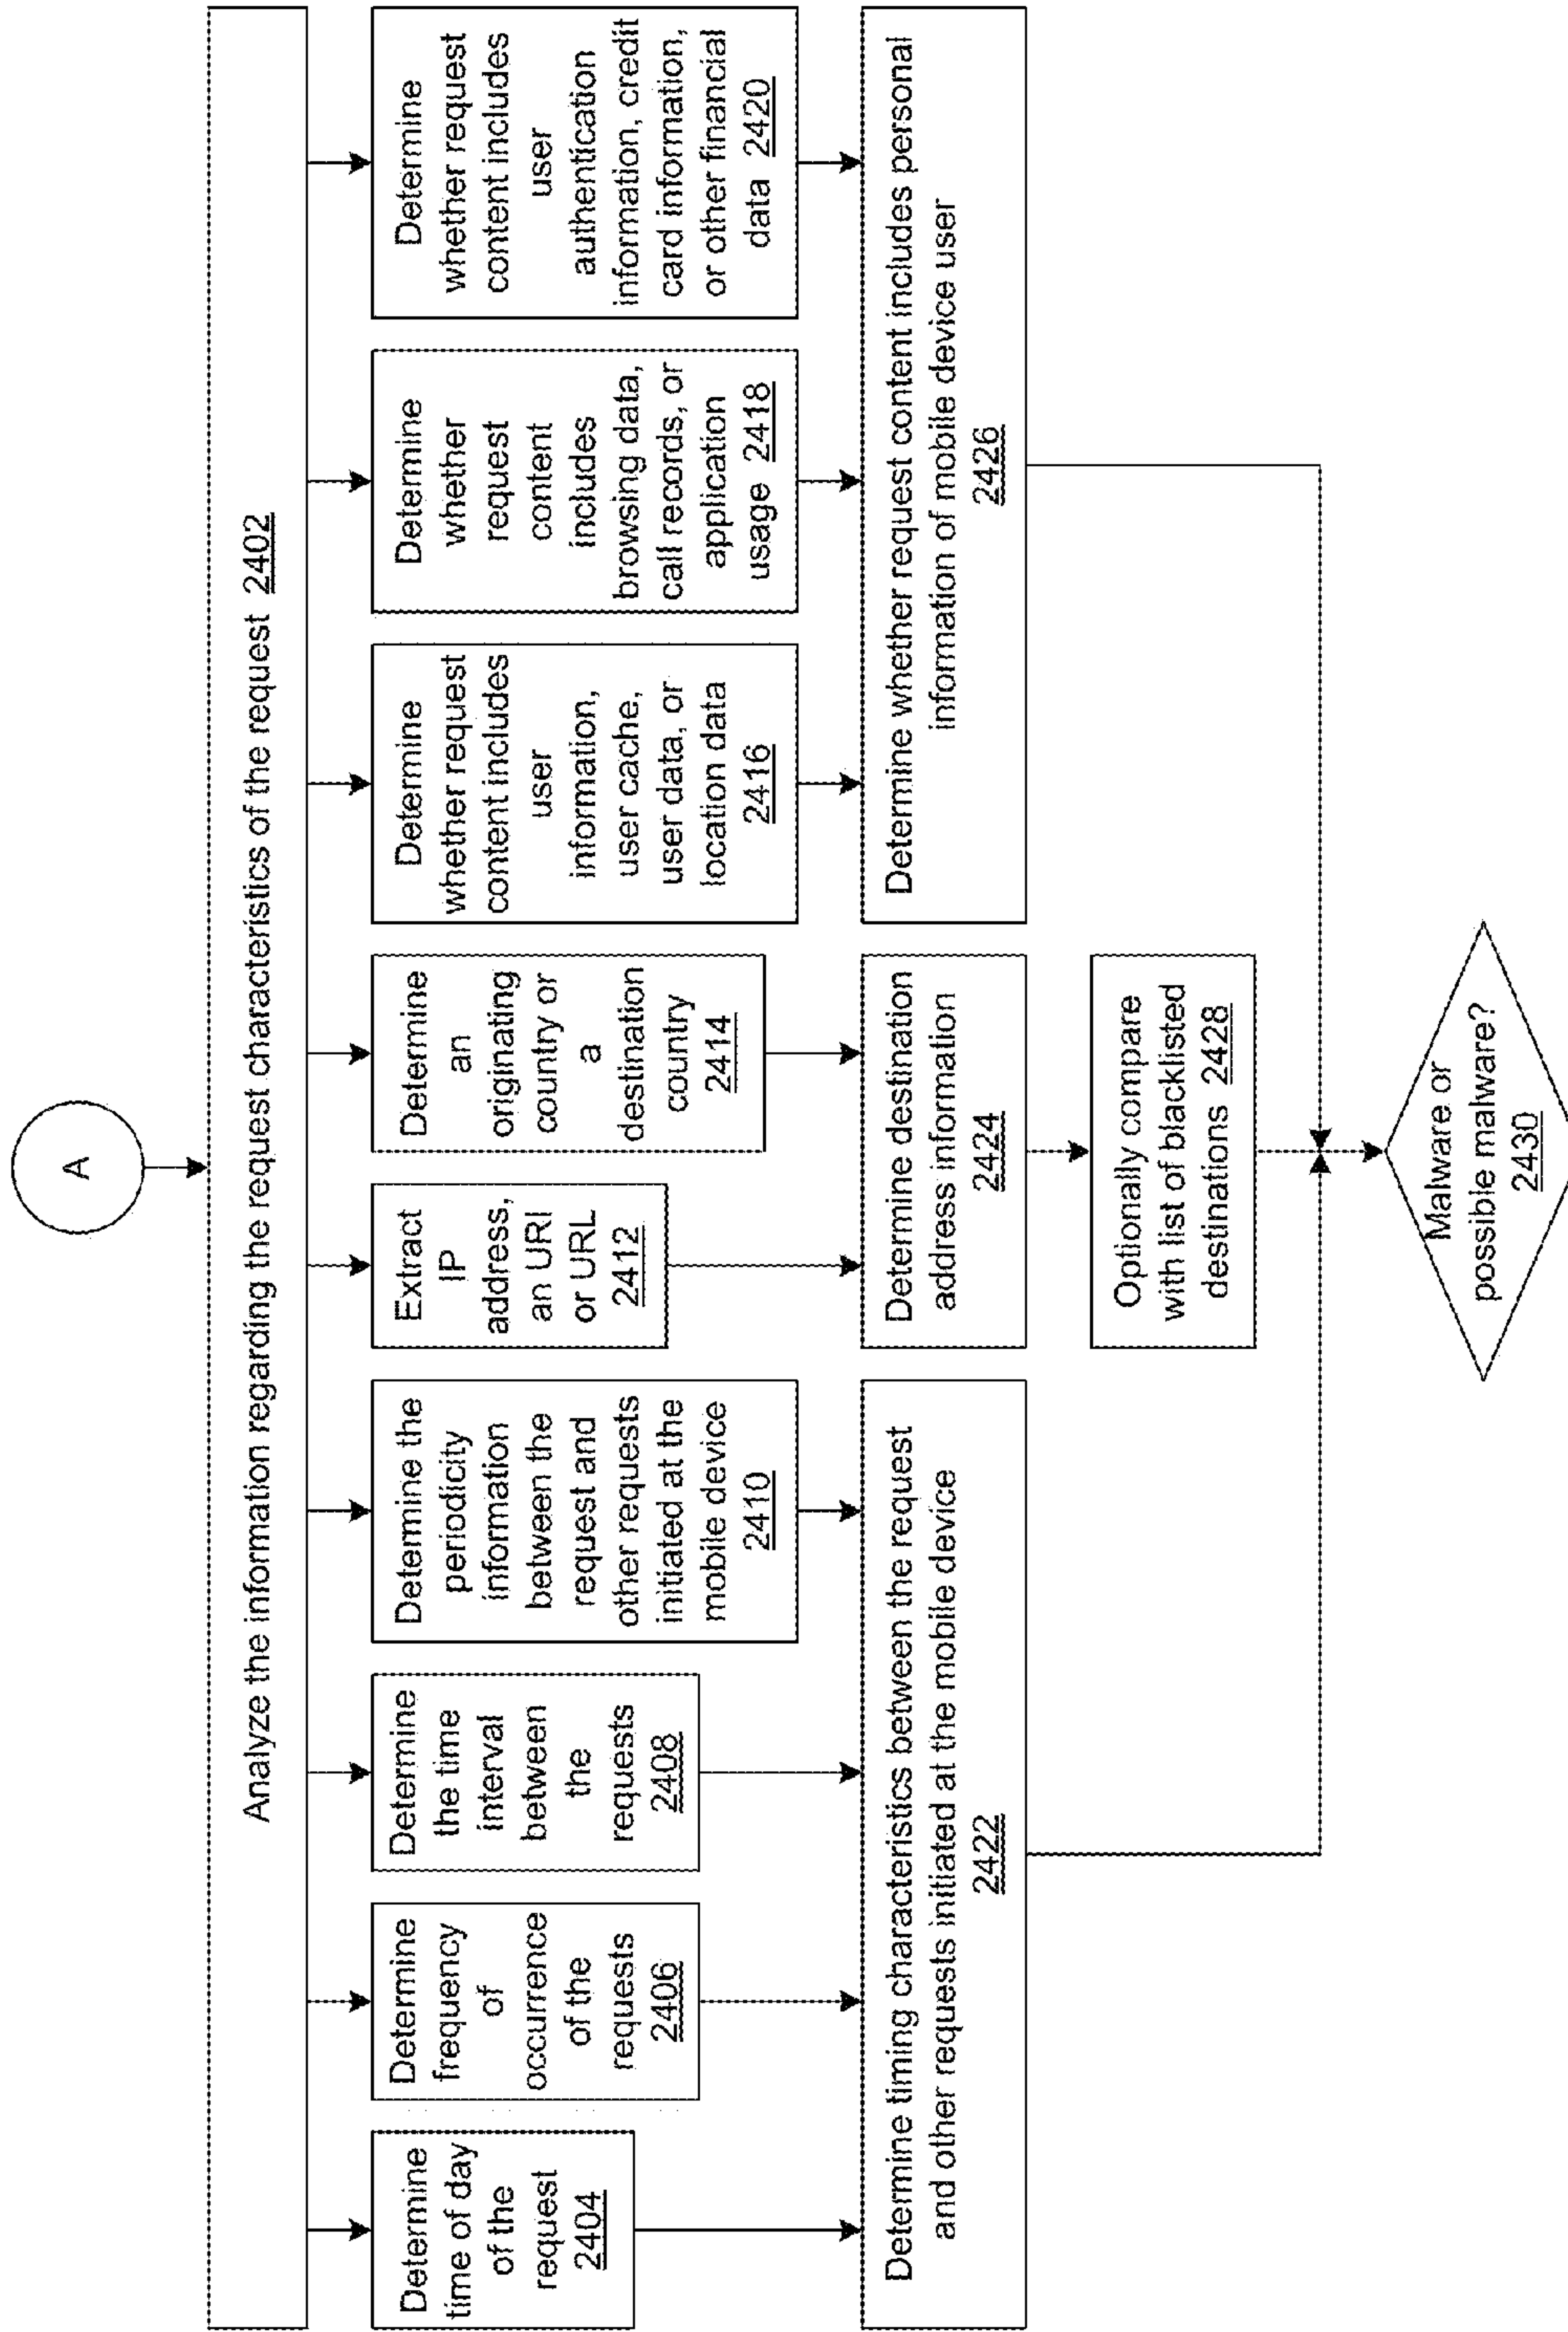 A
Analyze the information regarding the request characteristics of the request 2402
Determine
time of day
of the
request
2404
Determine
frequency
of
occurrence
of the
requests
2406
Determine
the time
interval
between
the
requests
2408
Determine the
periodicity
information
between the
request and
other requests
initiated at the
mobile device
2410
Extract
IP
address,
an URI
or URL
2412
Determine
an
originating
country or
a
destination
country
2414
Determine
whether request
content includes
user
information,
user cache,
user data, or
location data
2416
Determine
whether
request
content
includes
browsing data,
call records, or
application
usage 2418
Determine
whether request
content includes
user
authentication
information, credit
card information,
or other financial
data 2420
Determine timing characteristics between the request
and other requests initiated at the mobile device
2422
Determine destination
address information
2424
Determine whether request content includes personal
information of mobile device user
2426
Optionally compare
with list of blacklisted
destinations 2428
Malware or
possible malware?
2430